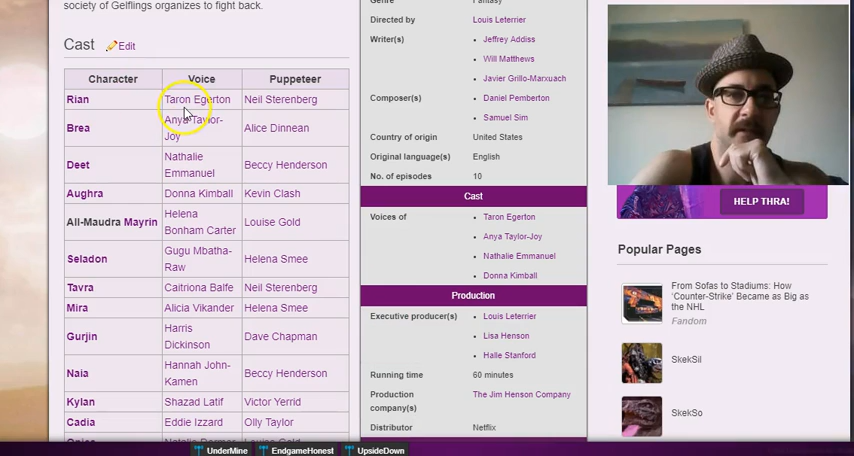 society of Gelflings organizes to fight back.
Cast Edit
Character Voice Puppeteer
Rian Taron Egerton Neil Sterenberg
Brea Anya Taylor-
Joy Alice Dinnean
Deet Nathalie
Emmanuel Beccy Henderson
Aughra Donna Kimball Kevin Clash
All-Maudra Mayrin Helena
Bonham Carter Louise Gold
Seladon Gugu Mbatha-
Raw Helena Smee
Tavra Caitriona Balfe Neil Sterenberg
Mira Alicia Vikander Helena Smee
Gurjin Harris
Dickinson Dave Chapman
Naia Hannah John-
Kamen Beccy Henderson
Kylan Shazad Latif Victor Yerrid
Cadia Eddie Izzard Olly Taylor
Genre Fantasy
Directed by Louis Leterrier
Writer(s) • Jeffrey Addiss
• Will Matthews
• Javier Grillo-Marxuach
Composer(s) • Daniel Pemberton
• Samuel Sim
Country of origin United States
Original language(s) English
No. of episodes 10
Cast
Voices of • Taron Egerton
• Anya Taylor-Joy
• Nathalie Emmanuel
• Donna Kimball
Production
Executive producer(s) • Louis Leterrier
• Lisa Henson
• Halle Stanford
Running time 60 minutes
Production
company(s) The Jim Henson Company
Distributor Netflix
HELP THRA!
Popular Pages
From Sofas to Stadiums: How
'Counter-Strike' Became as Big as
the NHL
Fandom
SkekSil
SkekSo
UnderMine EndgameHonest UpsideDown